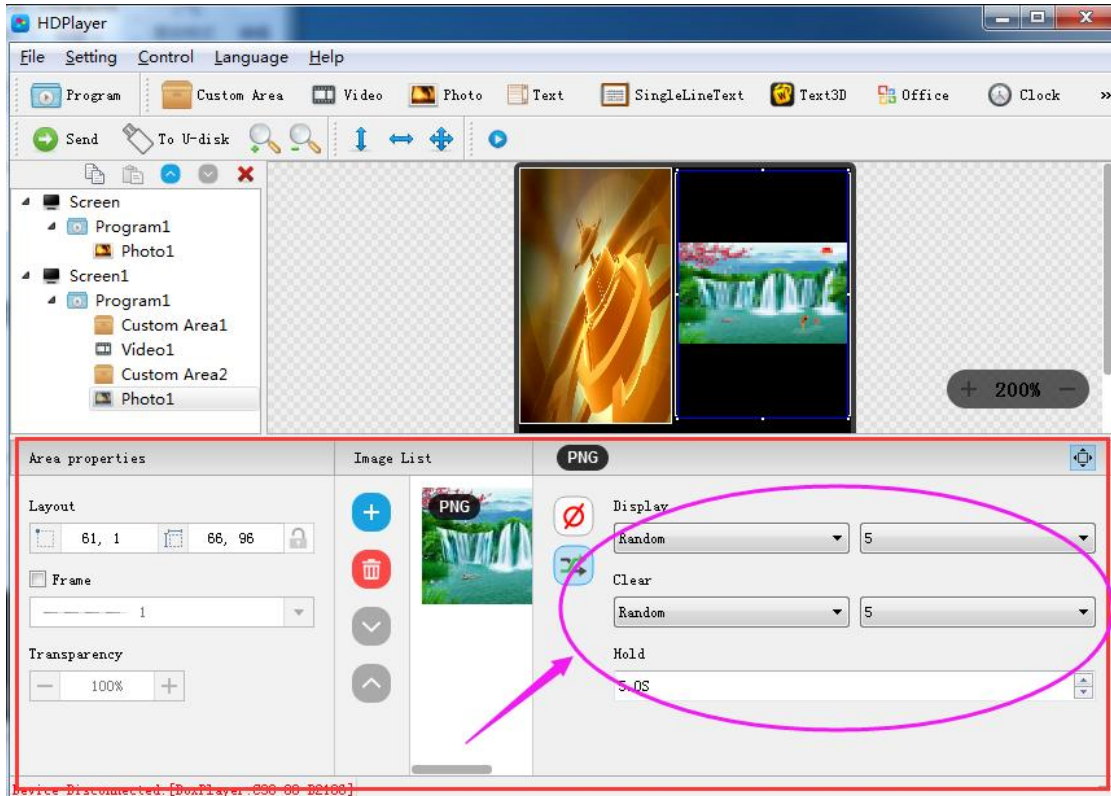 HDPlayer
File Setting Control Language Help
Program Custom Area Video Photo Text SingleLineText Text3D Office Clock »
Send To U-disk
Screen
Program1
Photo1
Screen1
Program1
Custom Area1
Video1
Custom Area2
Photo1
+ 200% −
Area properties Image List PNG
Layout PNG Display
61, 1 66, 96 Random 5
Frame Clear
1 Random 5
Transparency Hold
100% 5.0S
Device Disconnected.